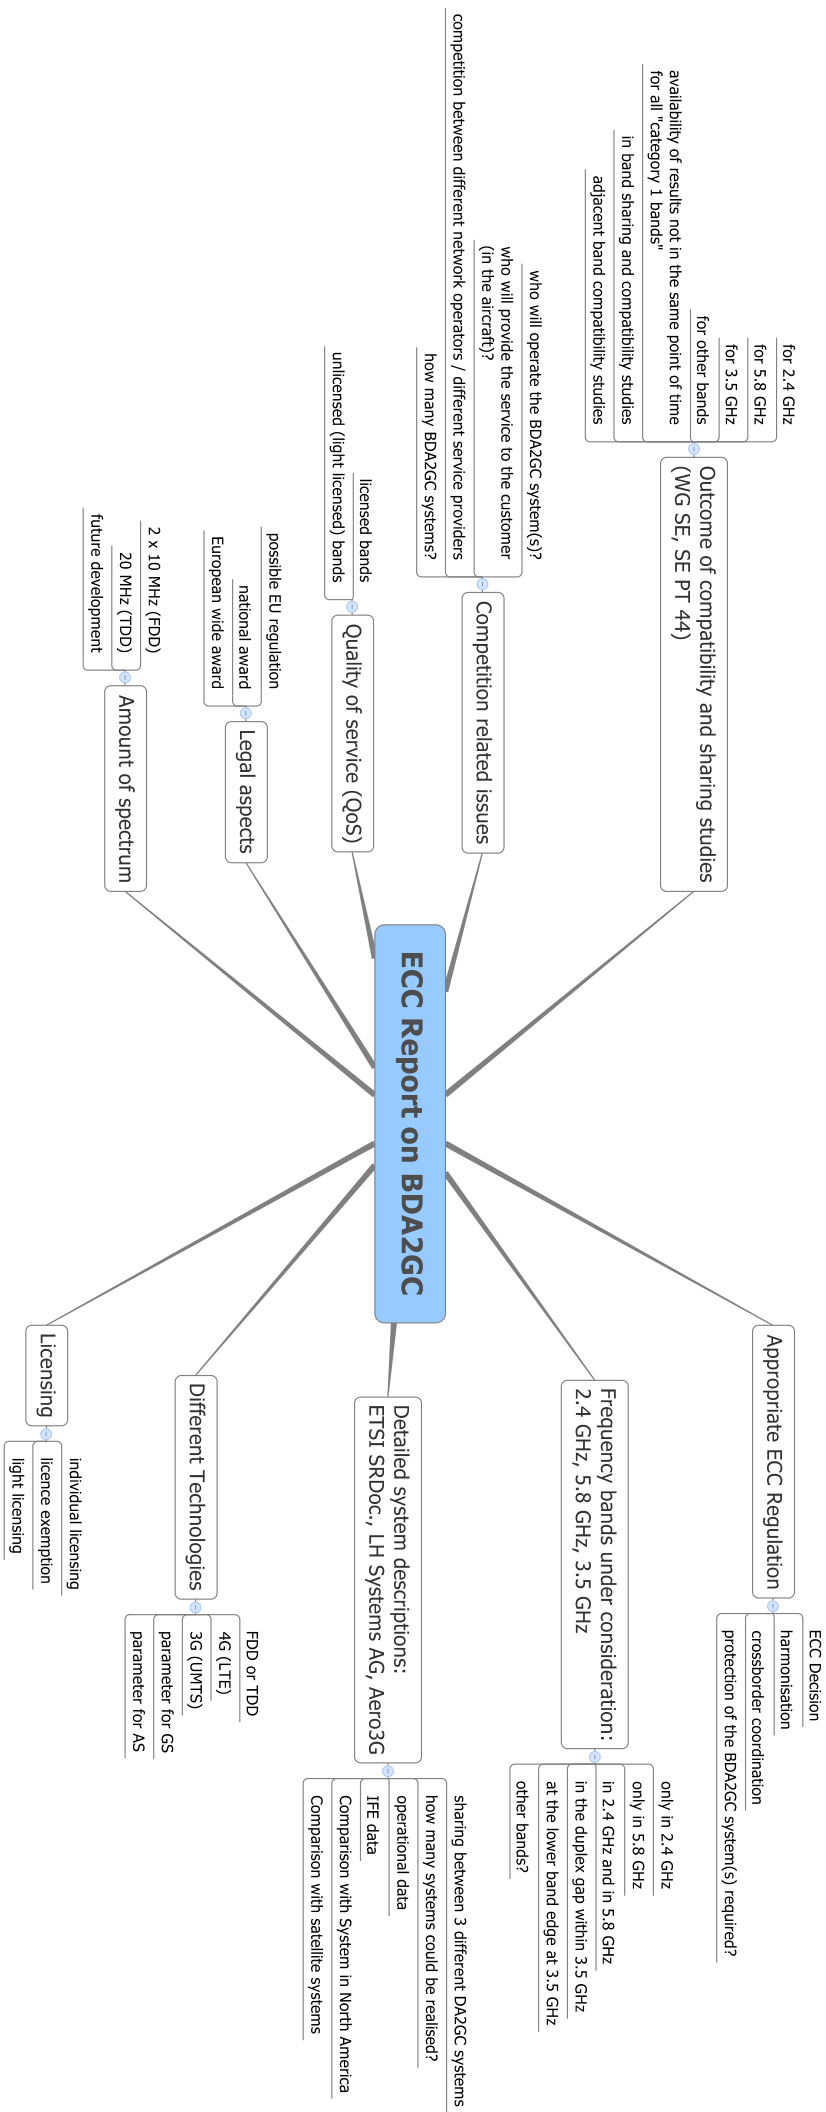 ECC Report on BDA2GC
Appropriate ECC Regulation
ECC Decision
harmonisation
crossborder coordination
protection of the BDA2GC system(s) required?
Frequency bands under consideration:
2.4 GHz, 5.8 GHz, 3.5 GHz
only in 2.4 GHz
only in 5.8 GHz
in 2.4 GHz and in 5.8 GHz
in the duplex gap within 3.5 GHz
at the lower band edge at 3.5 GHz
other bands?
Detailed system descriptions:
ETSI SRDoc., LH Systems AG, Aero3G
sharing between 3 different DA2GC systems
how many systems could be realised?
operational data
IFE data
Comparison with System in North America
Comparison with satellite systems
Different Technologies
FDD or TDD
4G (LTE)
3G (UMTS)
parameter for GS
parameter for AS
Licensing
individual licensing
licence exemption
light licensing
Outcome of compatibility and sharing studies
(WG SE, SE PT 44)
for 2.4 GHz
for 5.8 GHz
for 3.5 GHz
for other bands
availability of results not in the same point of time
for all "category 1 bands"
in band sharing and compatibility studies
adjacent band compatibility studies
Competition related issues
who will operate the BDA2GC system(s)?
who will provide the service to the customer
(in the aircraft)?
competition between different network operators / different service providers
how many BDA2GC systems?
Quality of service (QoS)
licensed bands
unlicensed (light licensed) bands
Legal aspects
possible EU regulation
national award
European wide award
Amount of spectrum
2 x 10 MHz (FDD)
20 MHz (TDD)
future development